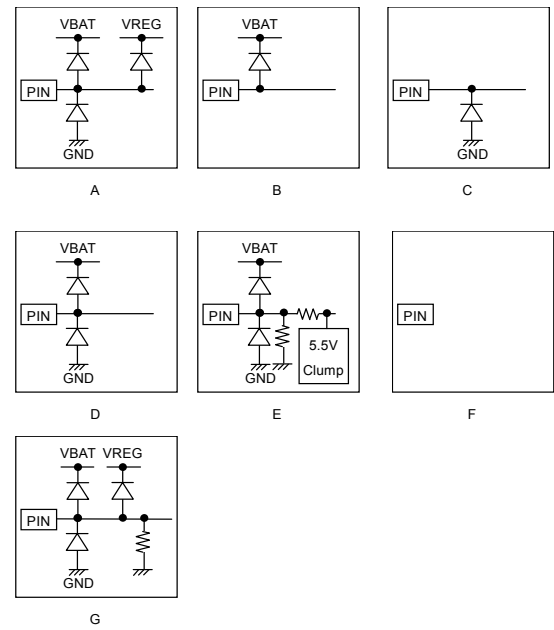 VBAT VREG
PIN
GND
A
VBAT
PIN
B
PIN
GND
C
VBAT
PIN
GND
D
VBAT
PIN
GND
5.5V
Clump
E
PIN
F
VBAT VREG
PIN
GND
G